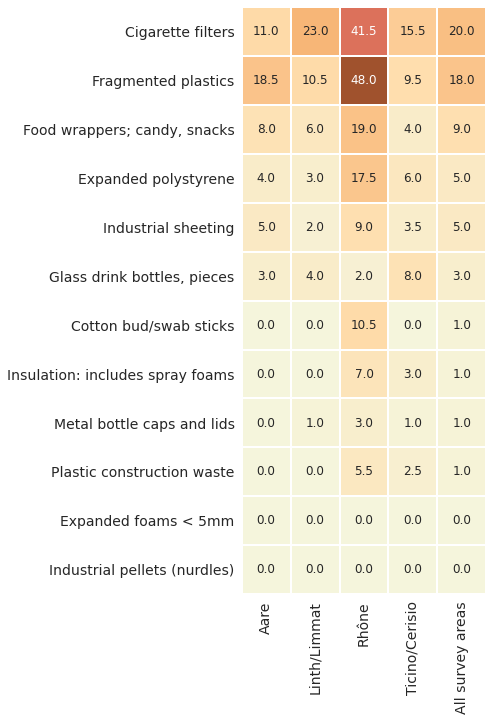 Cigarette filters 11.0 23.0 41.5 15.5 20.0
Fragmented plastics 18.5 10.5 48.0 9.5 18.0
Food wrappers; candy, snacks 8.0 6.0 19.0 4.0 9.0
Expanded polystyrene 4.0 3.0 17.5 6.0 5.0
Industrial sheeting 5.0 2.0 9.0 3.5 5.0
Glass drink bottles, pieces 3.0 4.0 2.0 8.0 3.0
Cotton bud/swab sticks 0.0 0.0 10.5 0.0 1.0
Insulation: includes spray foams 0.0 0.0 7.0 3.0 1.0
Metal bottle caps and lids 0.0 1.0 3.0 1.0 1.0
Plastic construction waste 0.0 0.0 5.5 2.5 1.0
Expanded foams < 5mm 0.0 0.0 0.0 0.0 0.0
Industrial pellets (nurdles) 0.0 0.0 0.0 0.0 0.0
Aare
Linth/Limmat
Rhône
Ticino/Cerisio
All survey areas